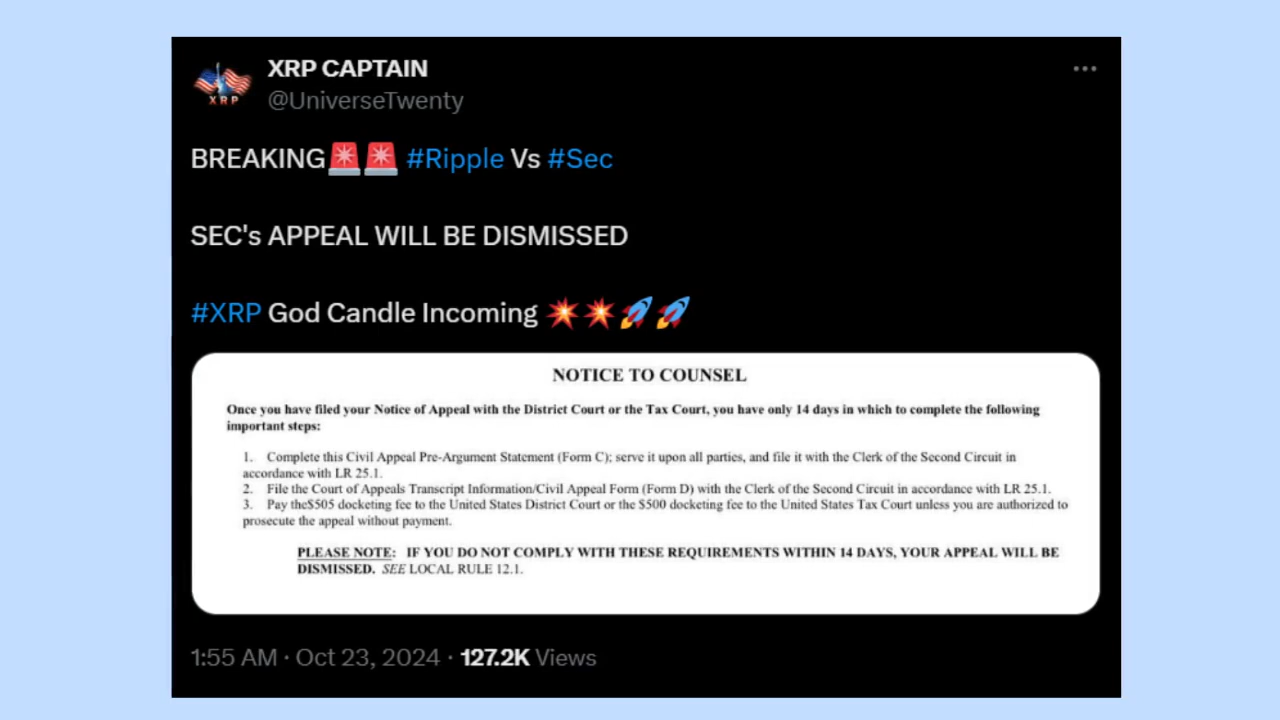 XRP CAPTAIN
XRP
@UniverseTwenty
BREAKING🚨🚨 #Ripple Vs #Sec
SEC's APPEAL WILL BE DISMISSED
#XRP God Candle Incoming 💥💥🚀🚀
NOTICE TO COUNSEL
Once you have filed your Notice of Appeal with the District Court or the Tax Court, you have only 14 days in which to complete the following
important steps:
1. Complete this Civil Appeal Pre-Argument Statement (Form C); serve it upon all parties, and file it with the Clerk of the Second Circuit in
accordance with LR 25.1.
2. File the Court of Appeals Transcript Information/Civil Appeal Form (Form D) with the Clerk of the Second Circuit in accordance with LR 25.1.
3. Pay the$505 docketing fee to the United States District Court or the $500 docketing fee to the United States Tax Court unless you are authorized to
prosecute the appeal without payment.
PLEASE NOTE: IF YOU DO NOT COMPLY WITH THESE REQUIREMENTS WITHIN 14 DAYS, YOUR APPEAL WILL BE
DISMISSED. SEE LOCAL RULE 12.1.
1:55 AM · Oct 23, 2024 · 127.2K Views